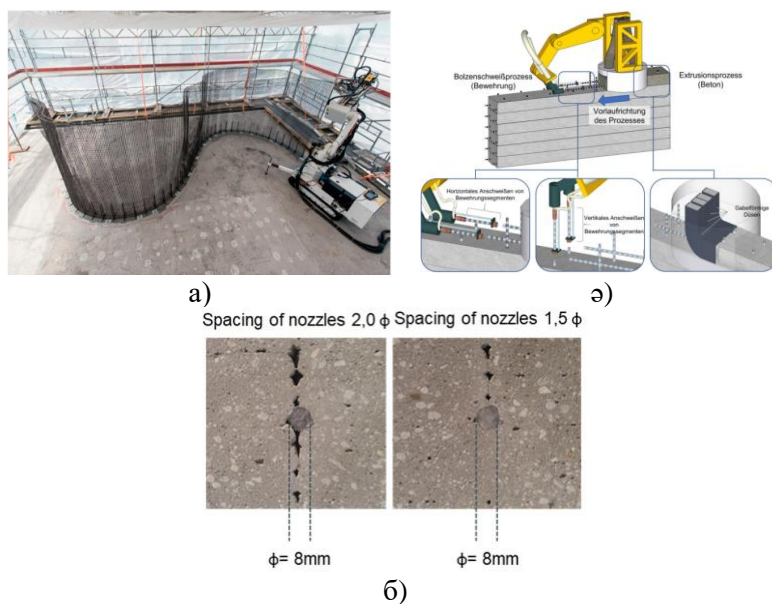 Bolzenschweißprozess
(Bewehrung)
Extrusionsprozess
(Beton)
Vorlaufrichtung
des Prozesses
Horizontales Anschweißen von
Bewehrungssegmenten
Vertikales Anschweißen
von
Bewehrungssegmenten
Gabelförmige
Düsen
а)
ә)
Spacing of nozzles 2,0 ϕ
Spacing of nozzles 1,5 ϕ
ϕ= 8mm
ϕ= 8mm
б)